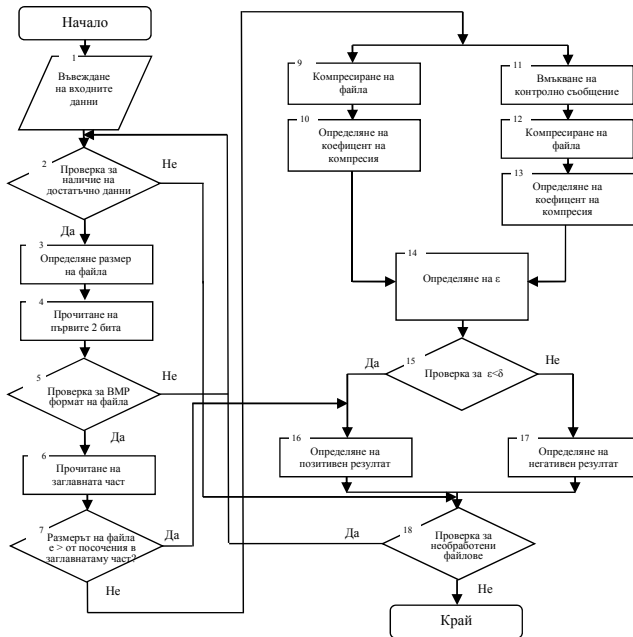 Начало
1
Въвеждане
на входните
данни
2
Проверка за
наличие на
достатъчно данни
Не
Да
3
Определяне размер
на файла
4
Прочитане на
първите 2 бита
5
Проверка за BMP
формат на файла
Не
Да
6
Прочитане на
заглавната част
7
Размерът на файла
е > от посочения в
заглавнатаму част?
Да
Не
9
Компресиране на
файла
10
Определяне на
коефицент на
компресия
11
Вмъкване на
контролно съобщение
12
Компресиране на
файла
13
Определяне на
коефицент на
компресия
14
Определяне на ε
15
Проверка за ε<δ
Да
Не
16
Определяне на
позитивен резултат
17
Определяне на
негативен резултат
18
Проверка за
необработени
файлове
Да
Не
Край